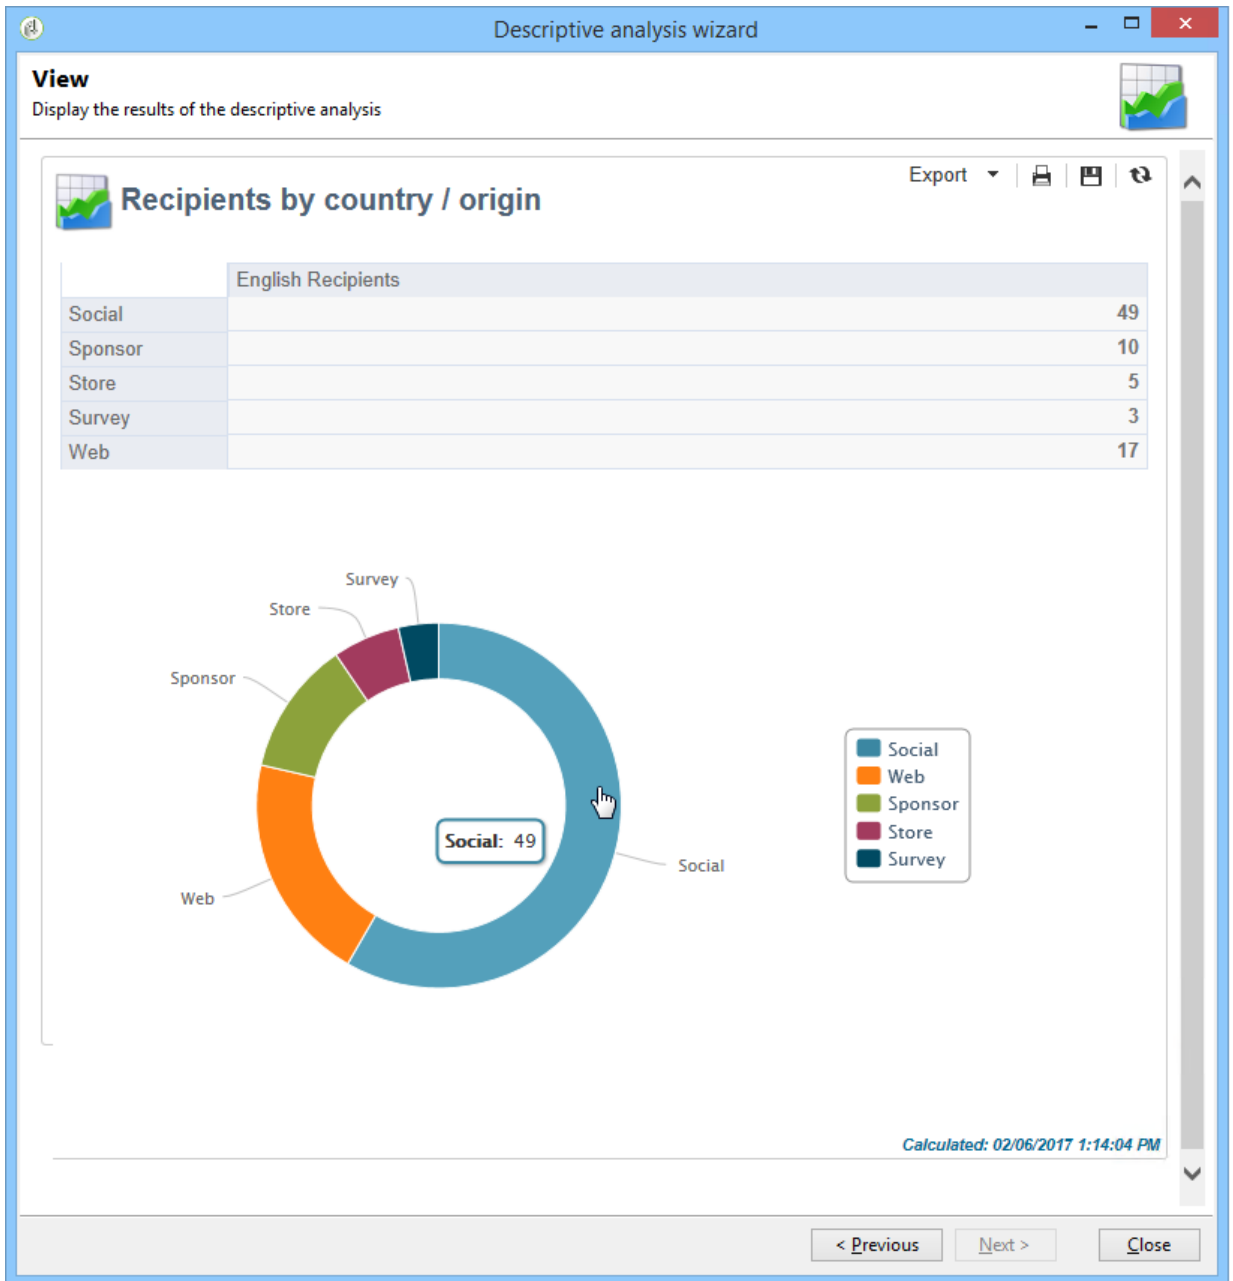 Descriptive analysis wizard
View
Display the results of the descriptive analysis
Export
Recipients by country / origin
English Recipients
Social 49
Sponsor 10
Store 5
Survey 3
Web 17
Survey
Store
Sponsor
Social
Web
Sponsor
Store
Survey
Social: 49
Social
Web
Calculated: 02/06/2017 1:14:04 PM
< Previous Next > Close